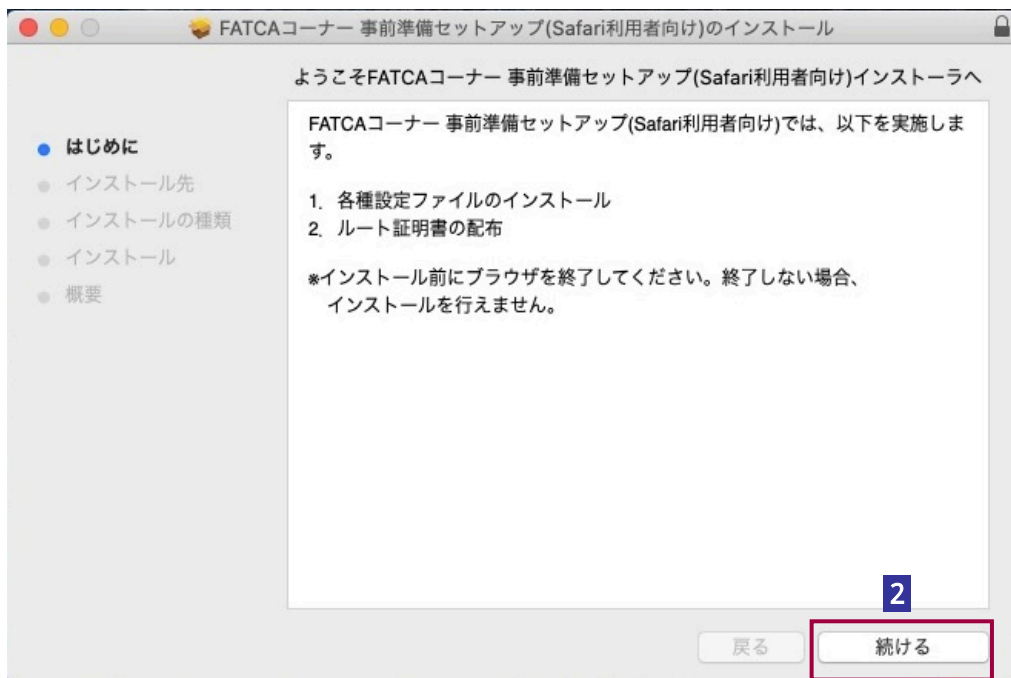 FATCAコーナー 事前準備セットアップ(Safari利用者向け)のインストール
ようこそFATCAコーナー 事前準備セットアップ(Safari利用者向け)インストーラへ
はじめに
インストール先
インストールの種類
インストール
概要
FATCAコーナー 事前準備セットアップ(Safari利用者向け)では、以下を実施しま
す。
1. 各種設定ファイルのインストール
2. ルート証明書の配布
※インストール前にブラウザを終了してください。終了しない場合、
インストールを行えません。
2
戻る
続ける